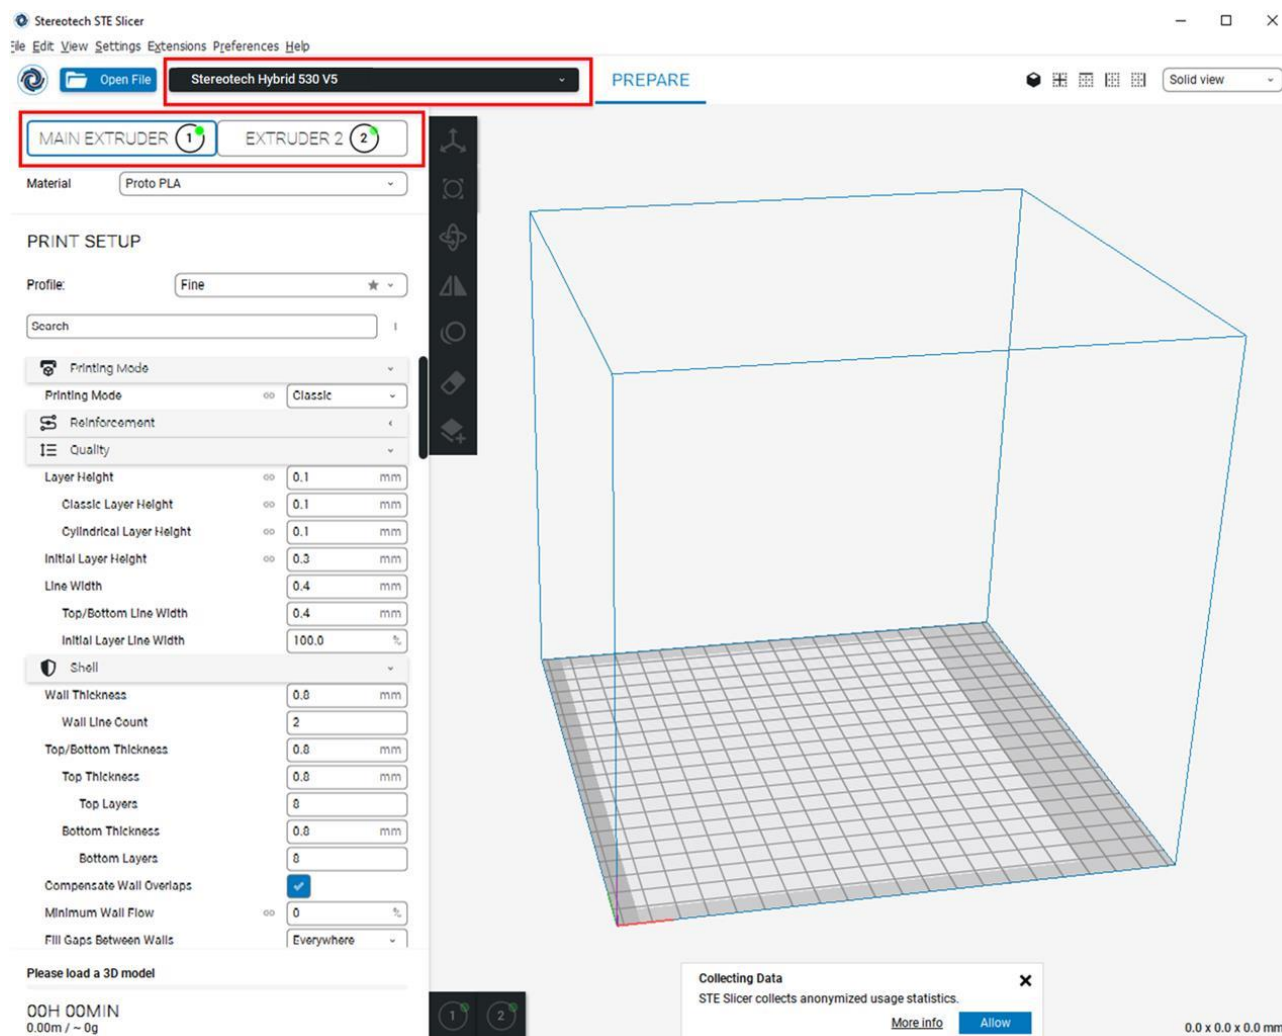 Stereotech STE Slicer
File Edit View Settings Extensions Preferences Help
Open File
Stereotech Hybrid 530 V5
PREPARE
Solid view
MAIN EXTRUDER 1
EXTRUDER 2 2
Material Proto PLA
PRINT SETUP
Profile: Fine
Search
Printing Mode
Printing Mode Classic
Reinforcement
Quality
Layer Height 0.1 mm
Classic Layer Height 0.1 mm
Cylindrical Layer Height 0.1 mm
Initial Layer Height 0.3 mm
Line Width 0.4 mm
Top/Bottom Line Width 0.4 mm
Initial Layer Line Width 100.0 %
Shell
Wall Thickness 0.8 mm
Wall Line Count 2
Top/Bottom Thickness 0.8 mm
Top Thickness 0.8 mm
Top Layers 8
Bottom Thickness 0.8 mm
Bottom Layers 8
Compensate Wall Overlaps
Minimum Wall Flow 0 %
Fill Gaps Between Walls Everywhere
Please load a 3D model
00H 00MIN
0.00m / ~ 0g
1 2
Collecting Data
STE Slicer collects anonymized usage statistics.
More info Allow
0.0 x 0.0 x 0.0 mm